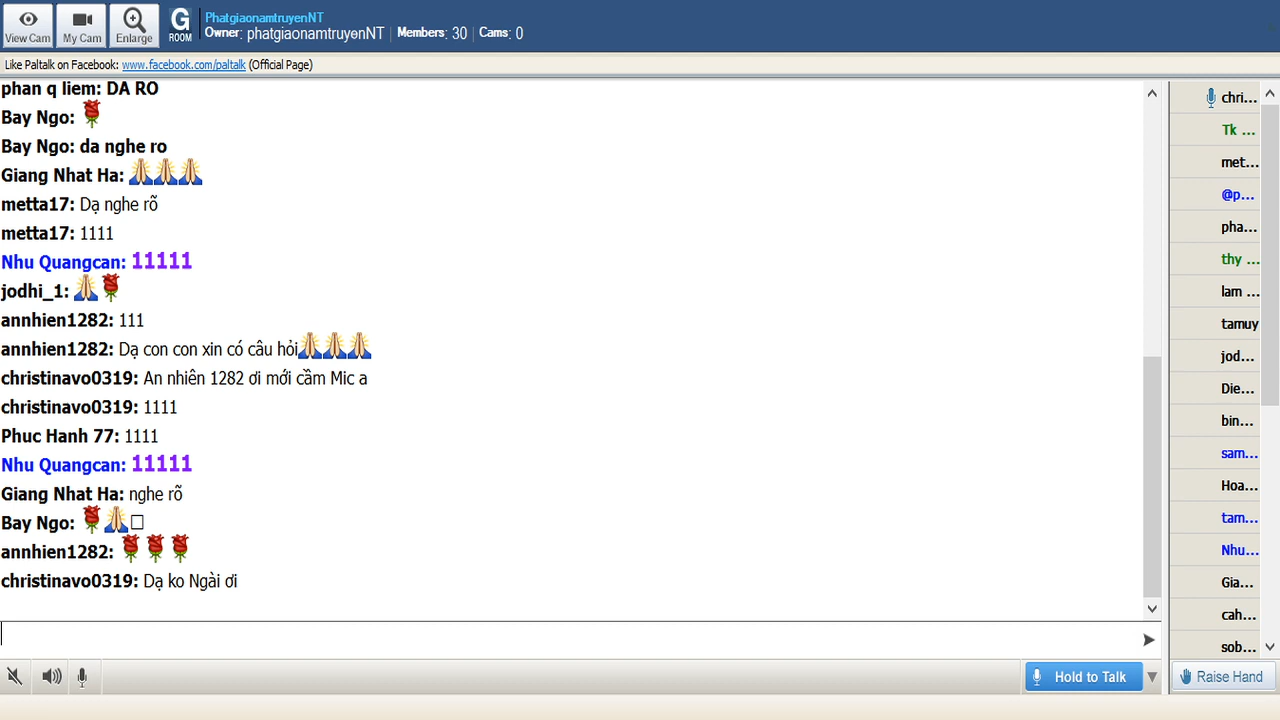 View Cam
My Cam
Enlarge
G
ROOM
PhatgiaonamtruyenNT
Owner: phatgiaonamtruyenNT | Members: 30 | Cams: 0
Like Paltalk on Facebook: www.facebook.com/paltalk (Official Page)
phan q liem: DA RO
Bay Ngo:
Bay Ngo: da nghe ro
Giang Nhat Ha:
metta17: Dạ nghe rõ
metta17: 1111
Nhu Quangcan: 11111
jodhi_1:
annhien1282: 111
annhien1282: Dạ con con xin có câu hỏi
christinavo0319: An nhiên 1282 ơi mới cầm Mic a
christinavo0319: 1111
Phuc Hanh 77: 1111
Nhu Quangcan: 11111
Giang Nhat Ha: nghe rõ
Bay Ngo:
annhien1282:
christinavo0319: Dạ ko Ngài ơi
chri...
Tk ...
met...
@p...
pha...
thy ...
lam ...
tamuy
jod...
Die...
bin...
sam...
Hoa...
tam...
Nhu...
Gia...
cah...
sob...
Hold to Talk
Raise Hand